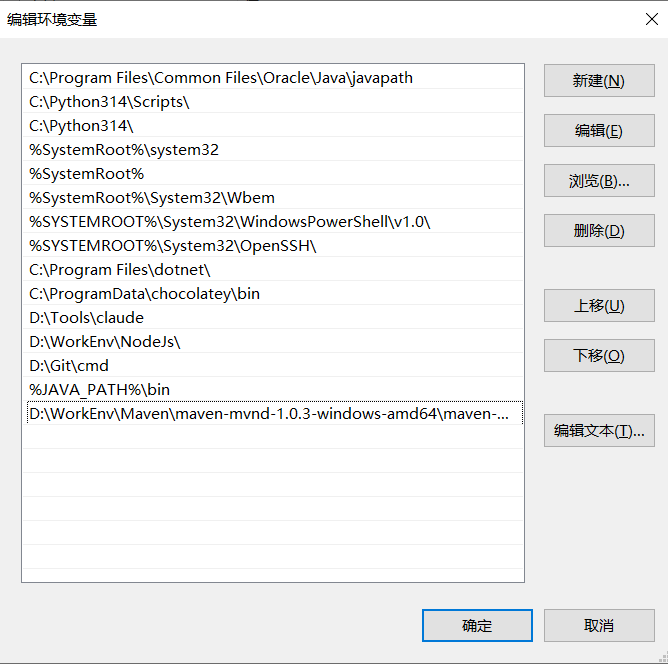 编辑环境变量
C:\Program Files\Common Files\Oracle\Java\javapath
C:\Python314\Scripts\
C:\Python314\
%SystemRoot%\system32
%SystemRoot%
%SystemRoot%\System32\Wbem
%SYSTEMROOT%\System32\WindowsPowerShell\v1.0\
%SYSTEMROOT%\System32\OpenSSH\
C:\Program Files\dotnet\
C:\ProgramData\chocolatey\bin
D:\Tools\claude
D:\WorkEnv\NodeJs\
D:\Git\cmd
%JAVA_PATH%\bin
D:\WorkEnv\Maven\maven-mvnd-1.0.3-windows-amd64\maven-...
新建(N)
编辑(E)
浏览(B)...
删除(D)
上移(U)
下移(O)
编辑文本(T)...
确定
取消